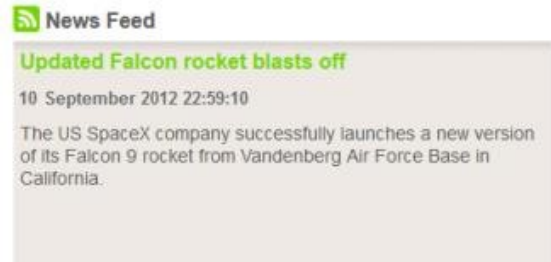 News Feed
Updated Falcon rocket blasts off
10 September 2012 22:59:10
The US SpaceX company successfully launches a new version
of its Falcon 9 rocket from Vandenberg Air Force Base in
California.